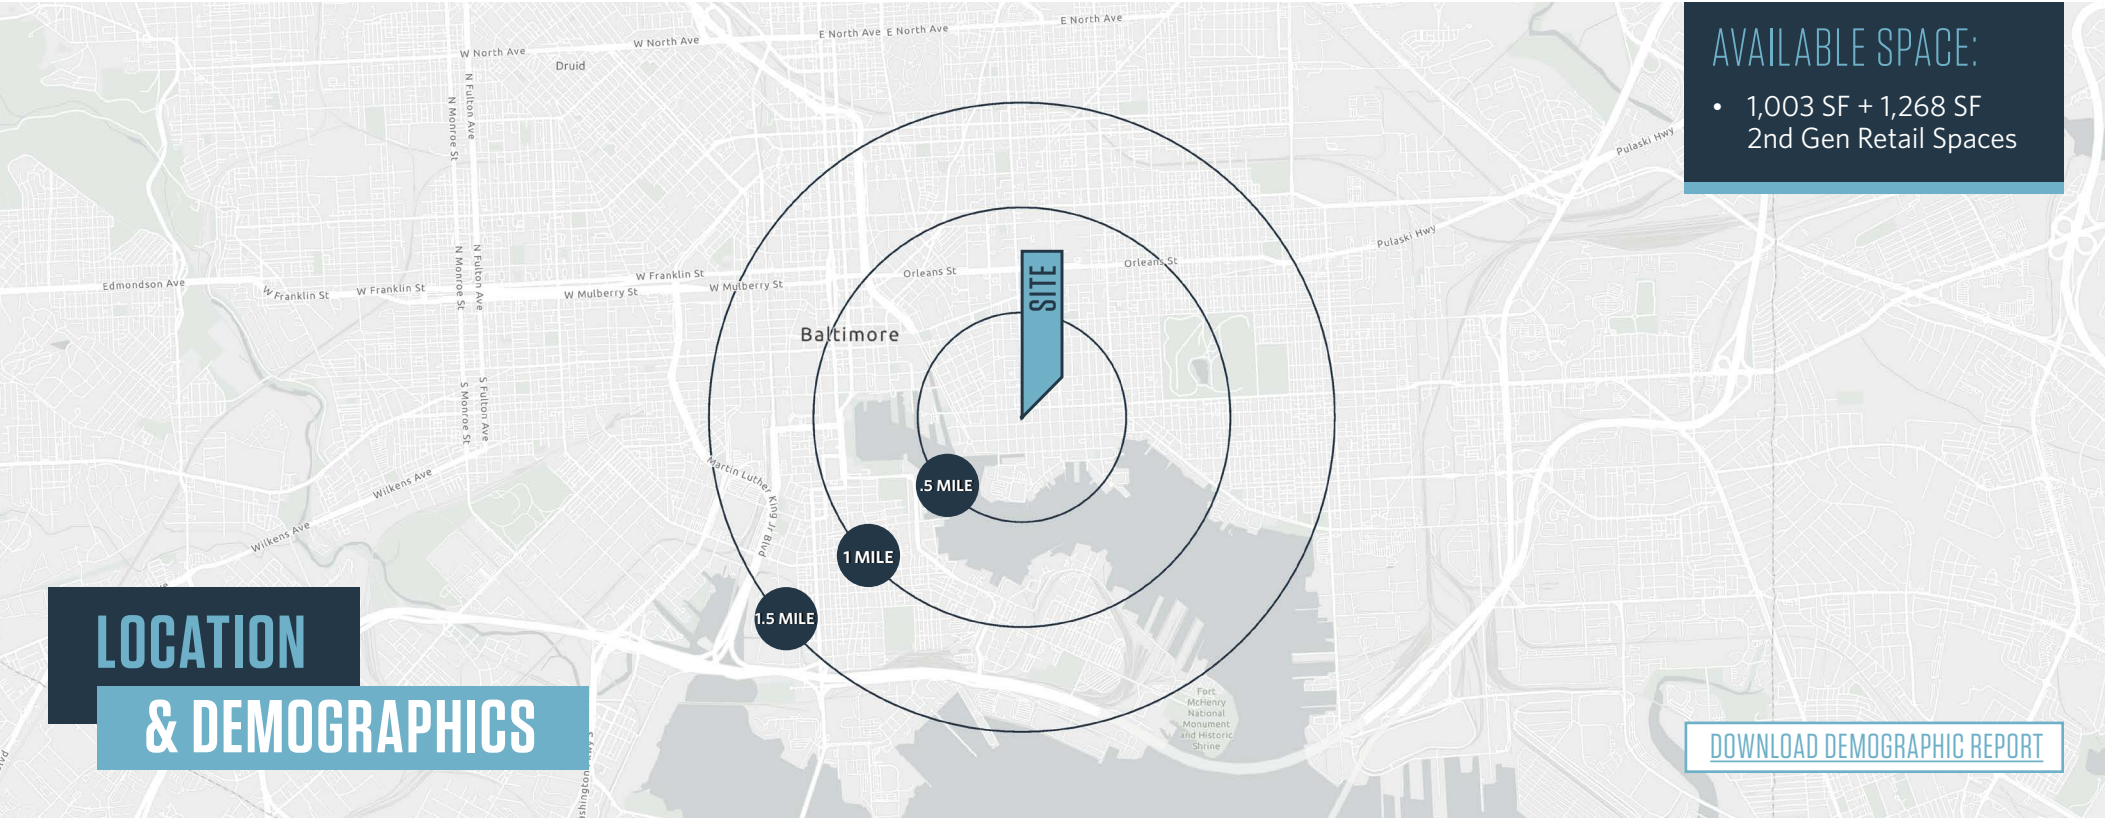 E North Ave
E North Ave E North Ave
W North Ave
W North Ave
Druid
N Fulton Ave
N Monroe St
AVAILABLE SPACE:
• 1,003 SF + 1,268 SF
2nd Gen Retail Spaces
Pulaski Hwy
Pulaski Hwy
N Fulton Ave
N Monroe St
Edmondson Ave
W Franklin St
W Franklin St
W Franklin St
W Mulberry St
W Mulberry St
Orleans St
Orleans St
SITE
Baltimore
S Fulton Ave
S Monroe St
Wilkens Ave
Wilkens Ave
Martin Luther King Jr Blvd
.5 MILE
1 MILE
1.5 MILE
LOCATION
& DEMOGRAPHICS
Fort
McHenry
National
Monument
and Historic
Shrine
DOWNLOAD DEMOGRAPHIC REPORT